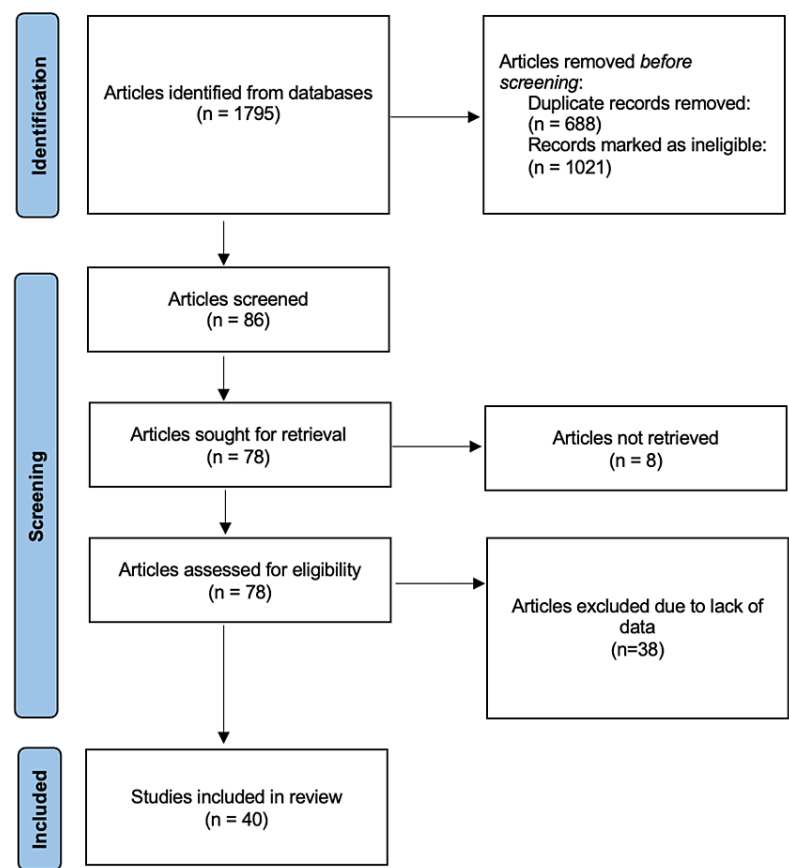 Identification
Articles identified from databases
(n = 1795)
Articles removed before
screening:
Duplicate records removed:
(n = 688)
Records marked as ineligible:
(n = 1021)
Screening
Articles screened
(n = 86)
Articles sought for retrieval
(n = 78)
Articles not retrieved
(n = 8)
Articles assessed for eligibility
(n = 78)
Articles excluded due to lack of
data
(n=38)
Included
Studies included in review
(n = 40)